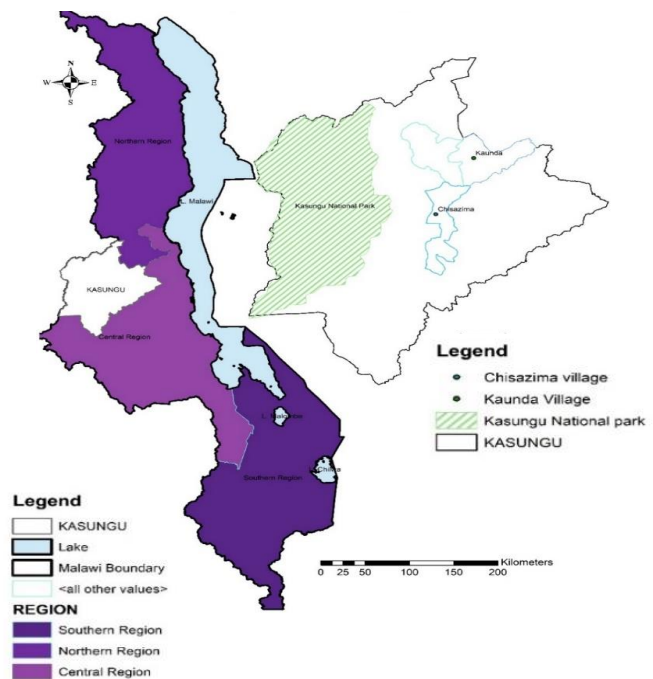 N
W E
S
Northern Region
L. Malawi
KASUNGU
Central Region
Southern Region
Kasungu National Park
Kaunda
Chisazima
Legend
Chisazima village
Kaunda Village
Kasungu National park
KASUNGU
Kilometers
0 25 50 100 150 200
Legend
KASUNGU
Lake
Malawi Boundary
<all other values>
REGION
Southern Region
Northern Region
Central Region